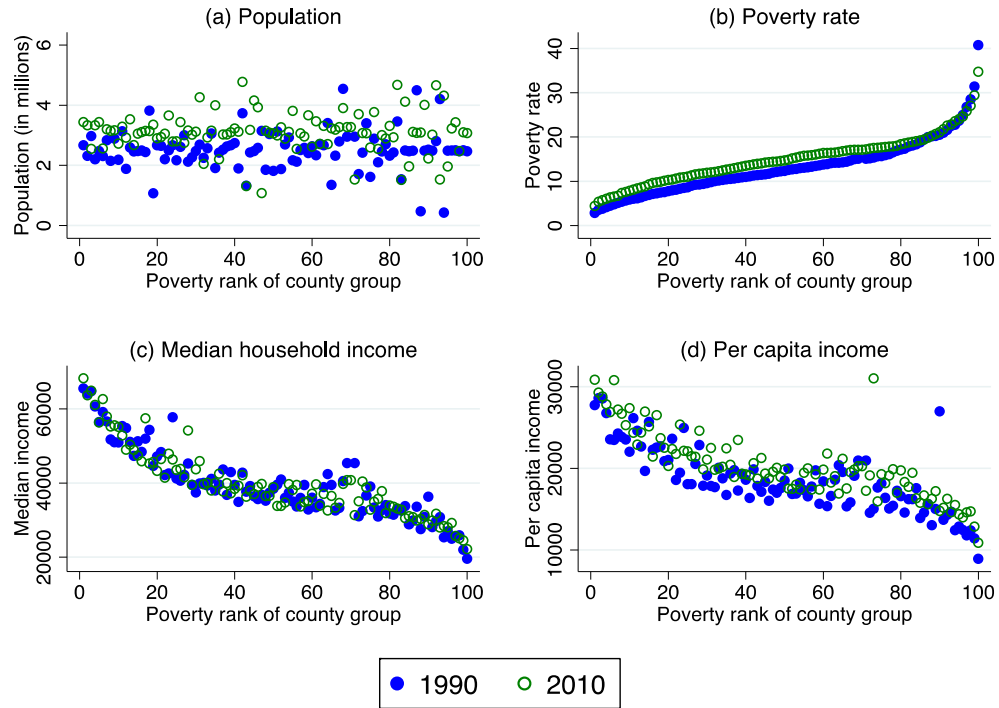 (a) Population
Population (in millions)
6
4
2
0
0 20 40 60 80 100
Poverty rank of county group
(b) Poverty rate
Poverty rate
40
30
20
10
0
0 20 40 60 80 100
Poverty rank of county group
(c) Median household income
Median income
60000
40000
20000
0 20 40 60 80 100
Poverty rank of county group
(d) Per capita income
Per capita income
30000
20000
10000
0 20 40 60 80 100
Poverty rank of county group
1990 2010